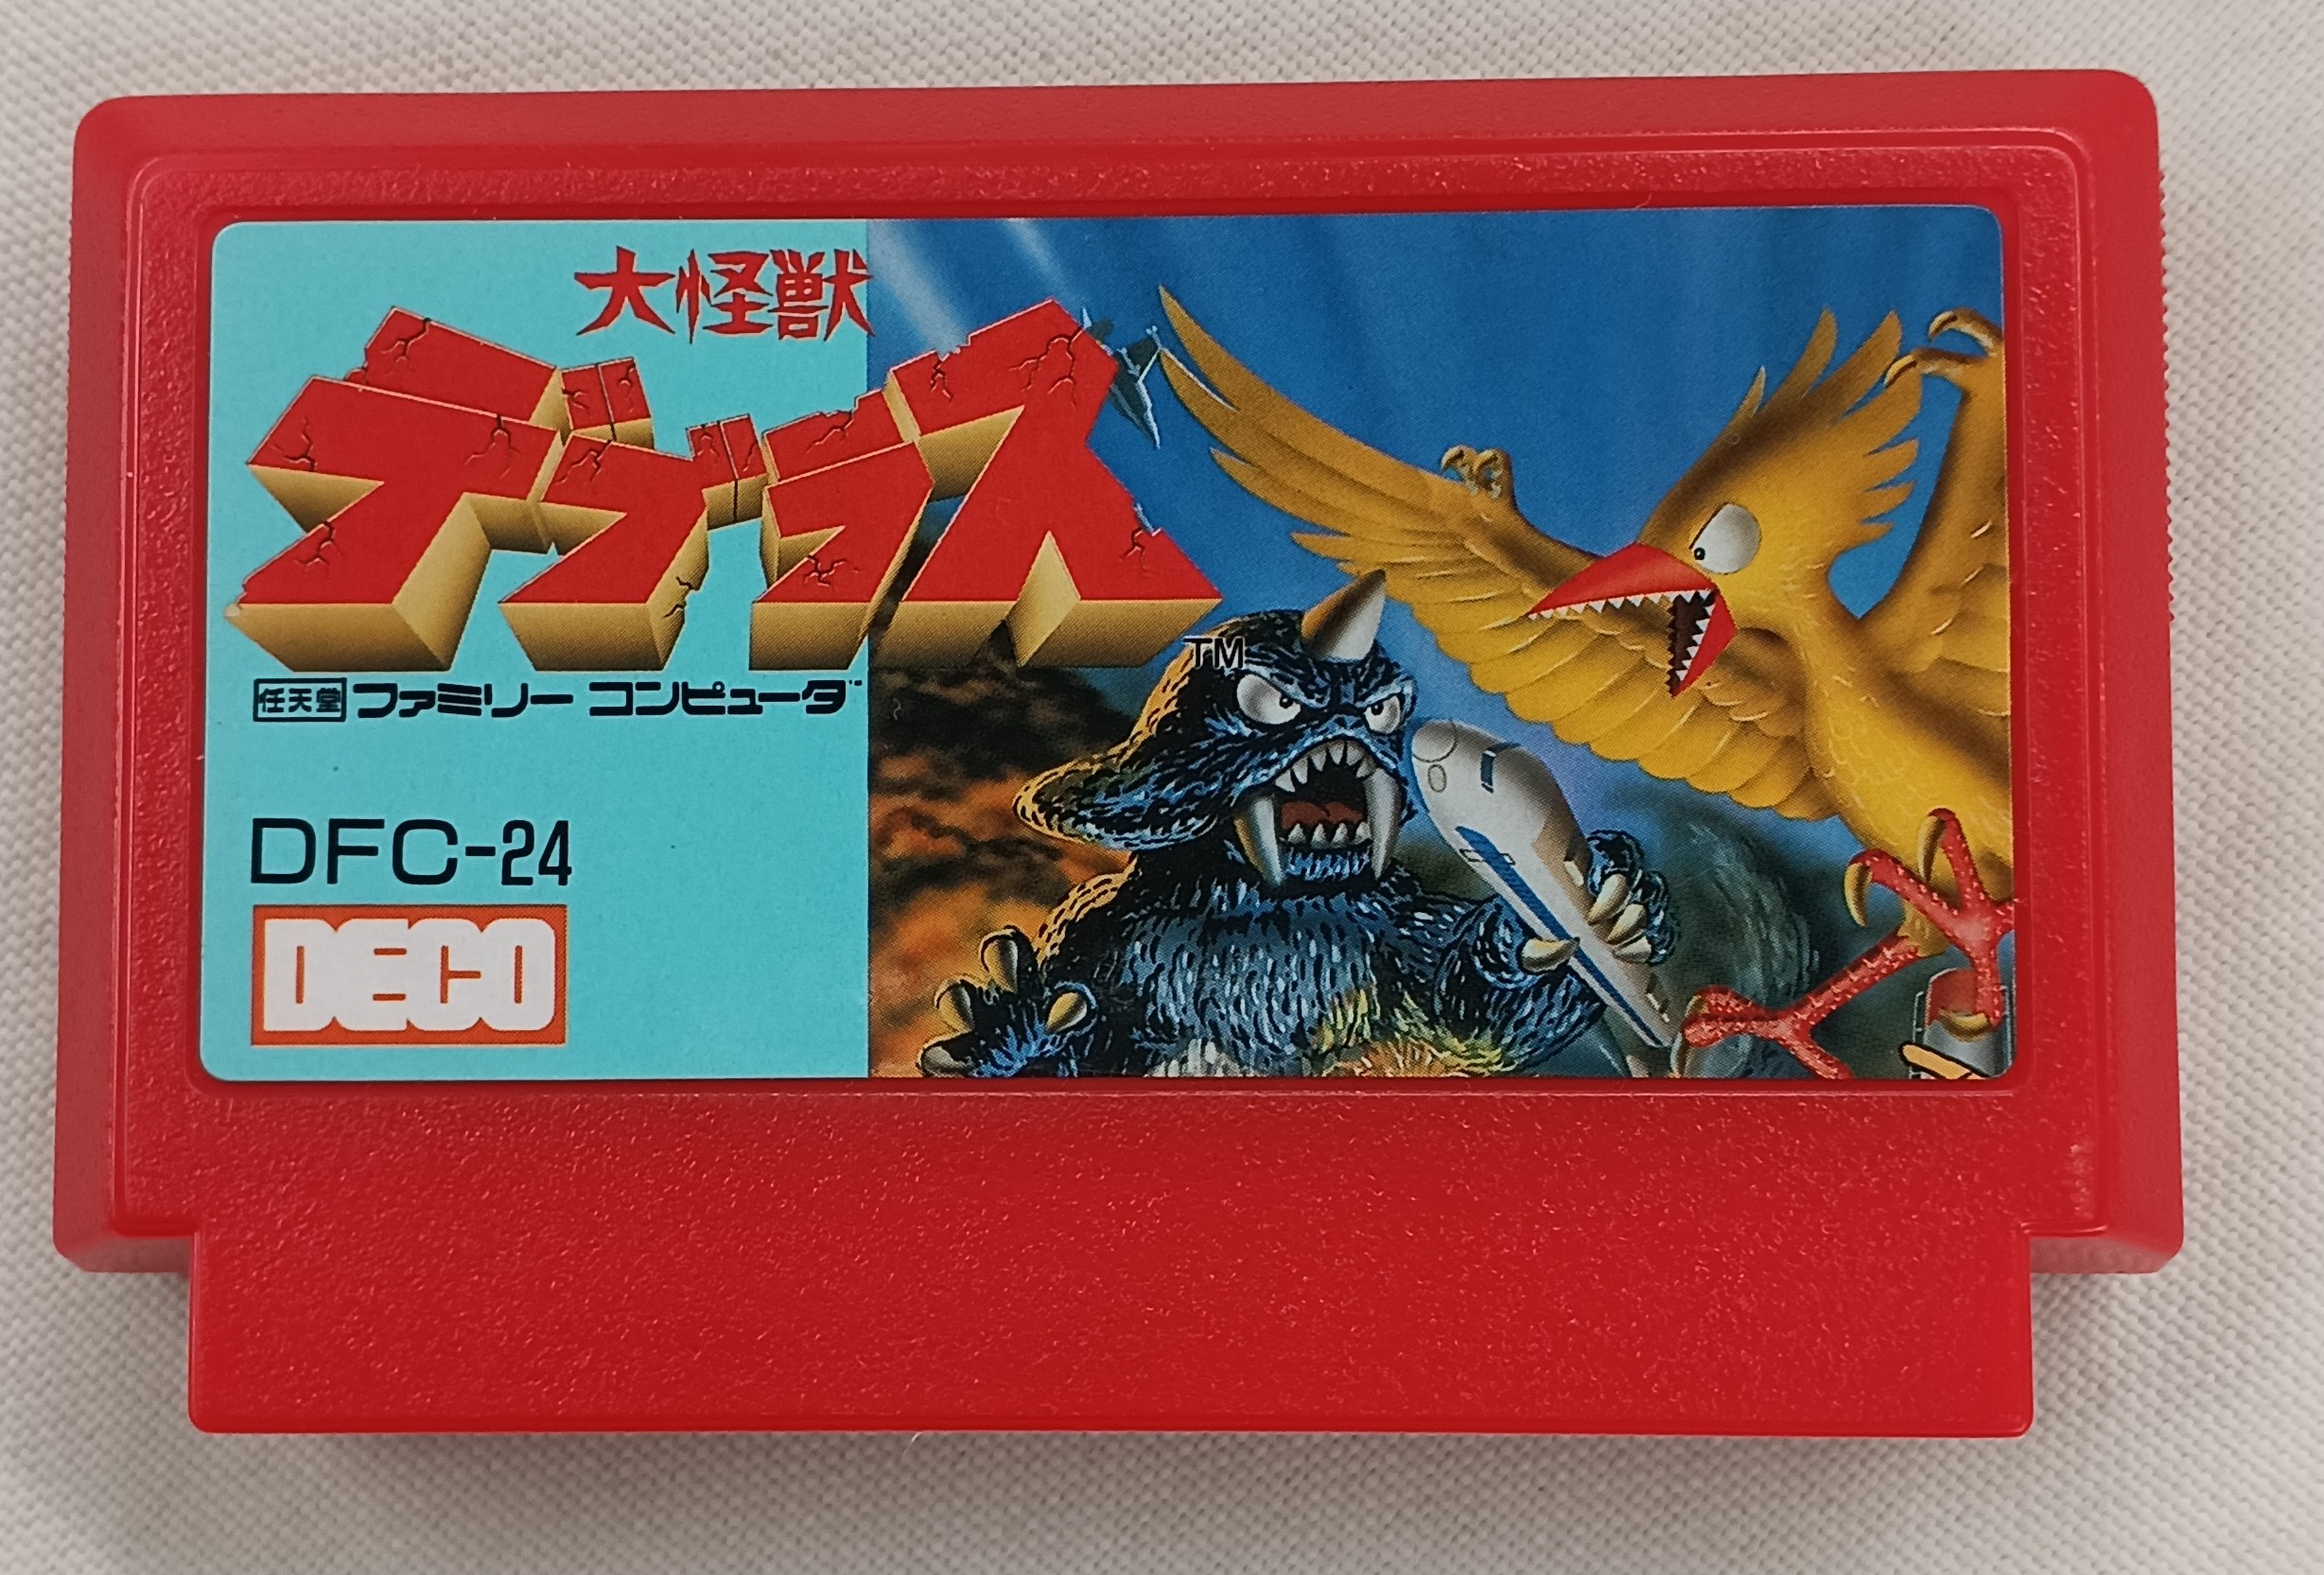 大怪獣
デブラス
TM
任天堂 ファミリー コンピュータ
DFC-24
DECO